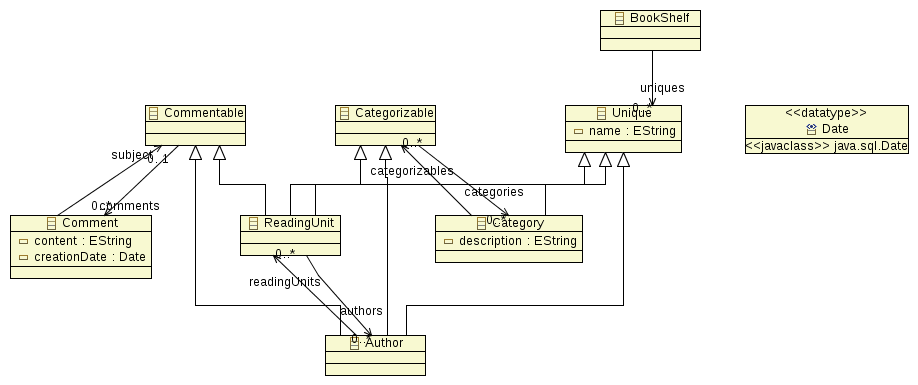 BookShelf
uniques
0..*
Commentable
Categorizable
Unique
name : EString
<<datatype>>
Date
<<javaclass>> java.sql.Date
0..*
subject
0..1
categorizables
categories
0..*
comments
0..*
Comment
content : EString
creationDate : Date
ReadingUnit
Category
description : EString
0..*
readingUnits
authors
0..*
Author